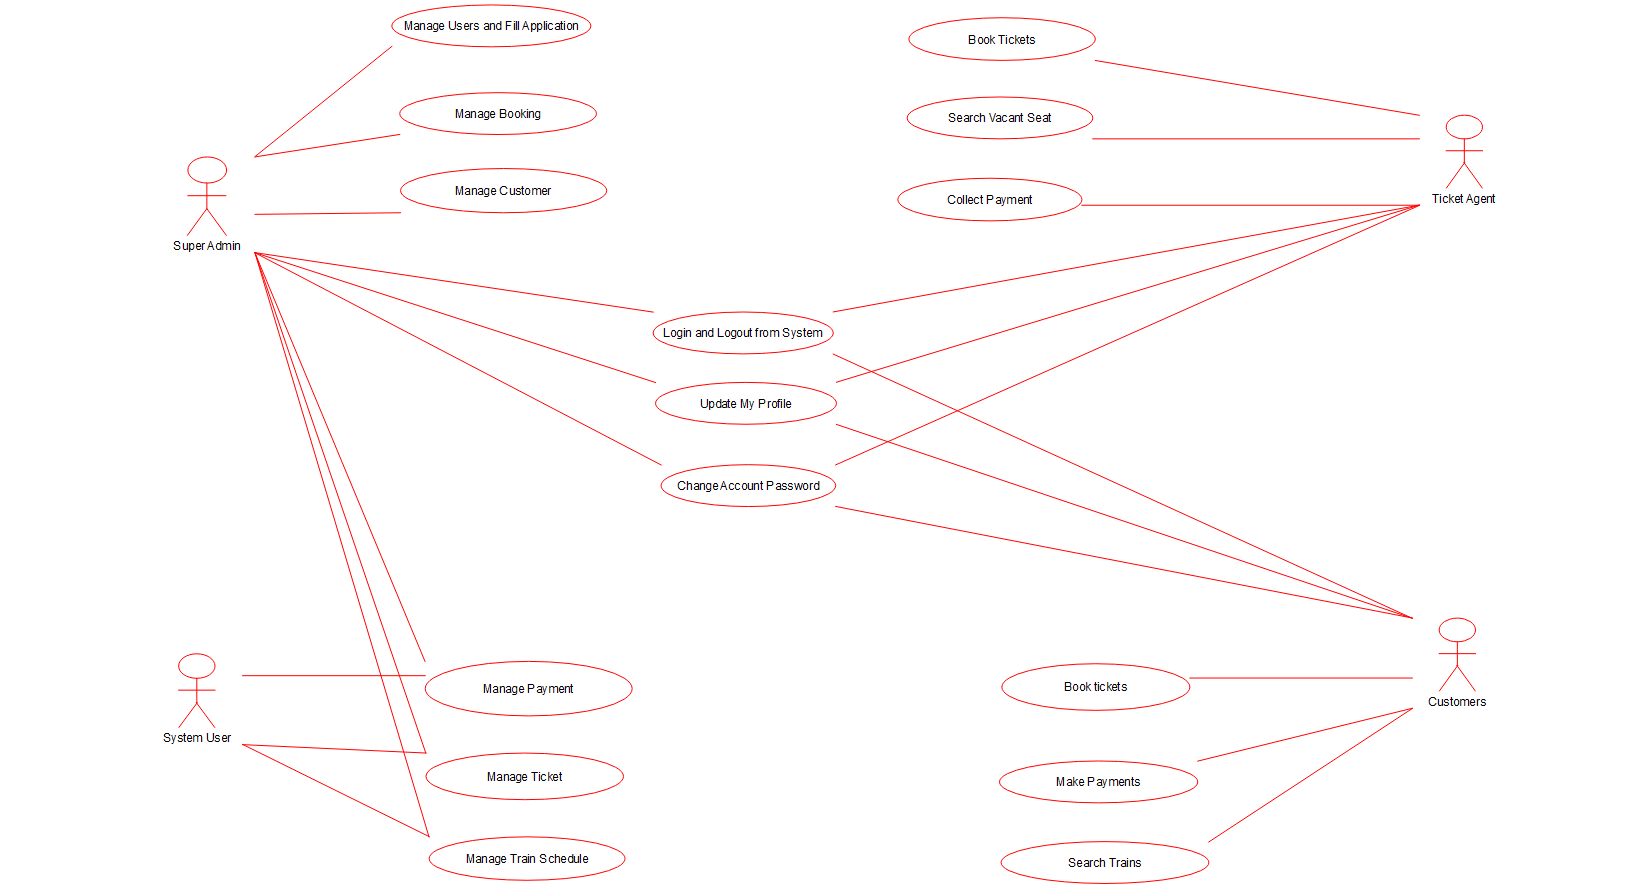 Manage Users and Fill Application
Book Tickets
Manage Booking
Search Vacant Seat
Manage Customer
Collect Payment
Ticket Agent
Super Admin
Login and Logout from System
Update My Profile
Change Account Password
Manage Payment
Book tickets
Customers
System User
Manage Ticket
Make Payments
Manage Train Schedule
Search Trains